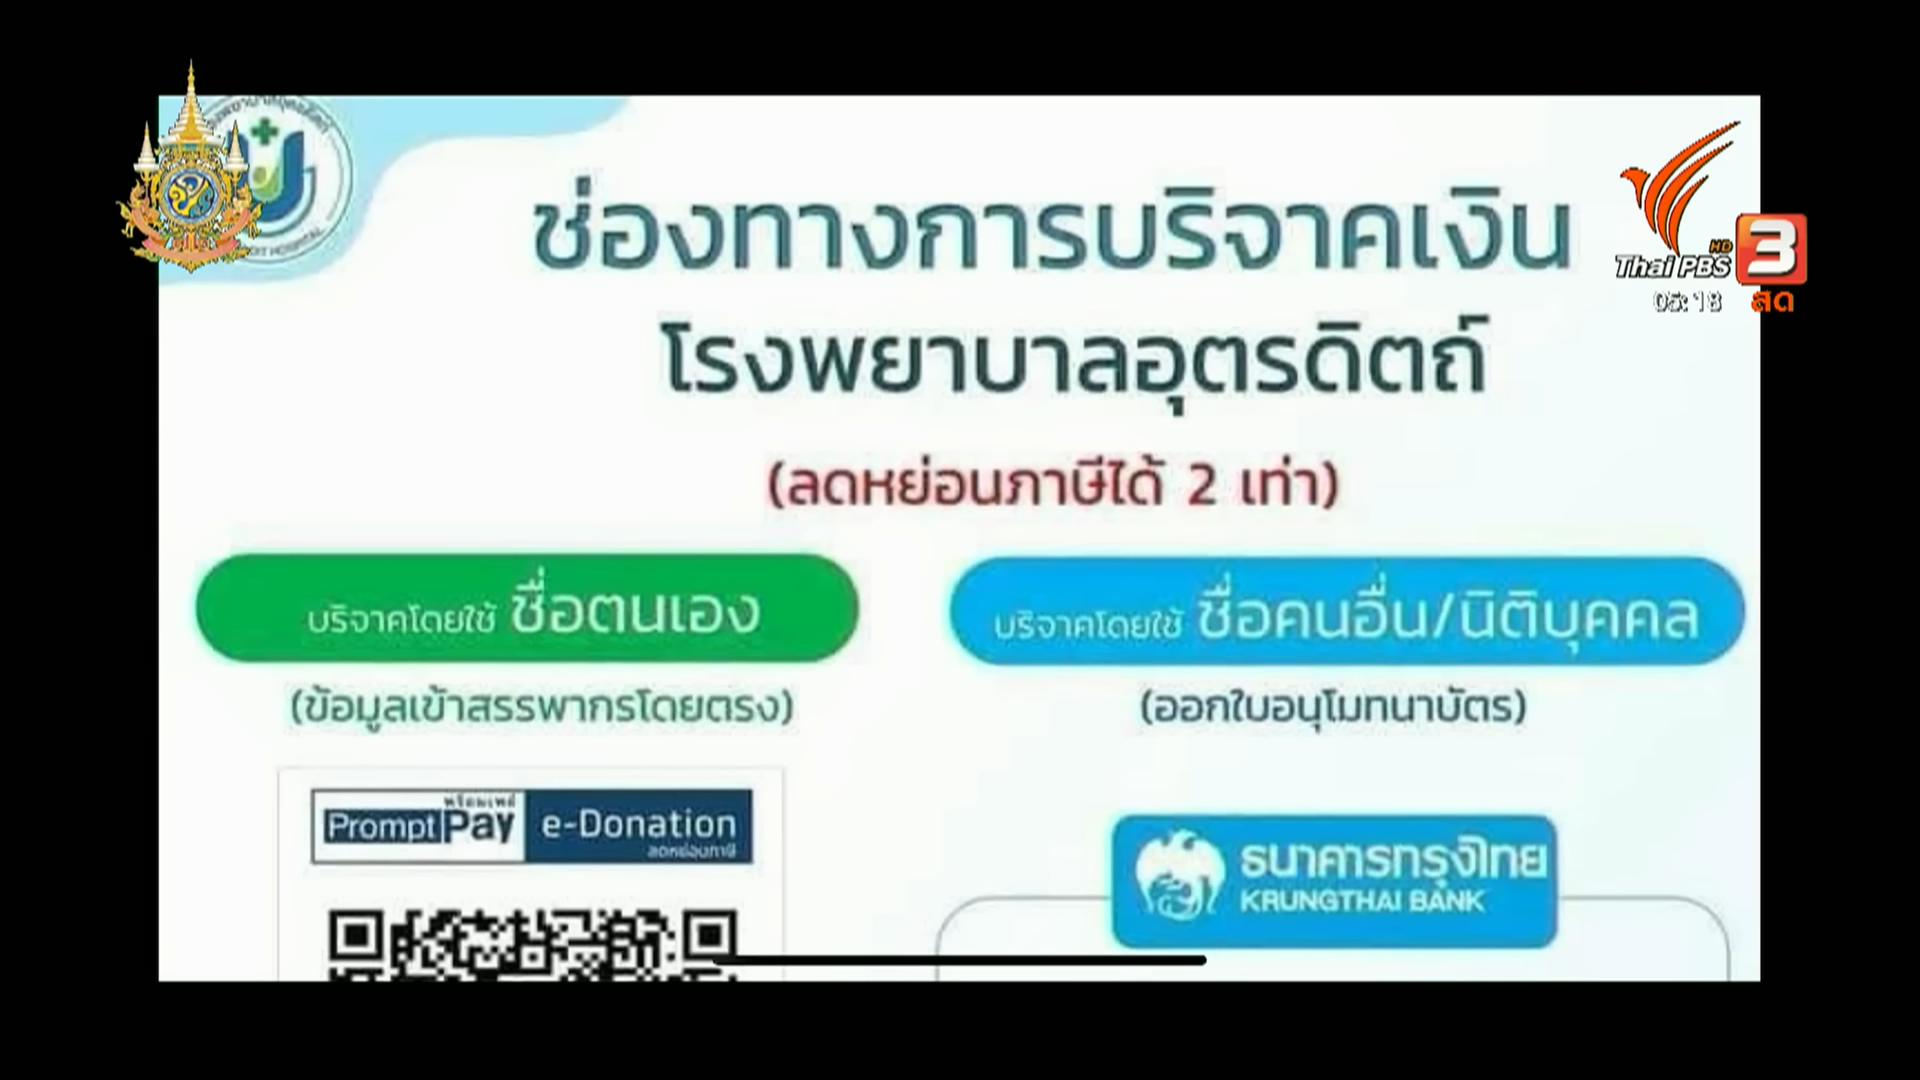 ช่องทางการบริจาคเงิน
โรงพยาบาลอุตรดิตถ์
(ลดหย่อนภาษีได้ 2 เท่า)
HD
Thai PBS 3
05:18 สด
บริจาคโดยใช้ ชื่อตนเอง
(ข้อมูลเข้าสรรพากรโดยตรง)
พร้อมเพย์
PromptPay e-Donation
ลดหย่อนภาษี
บริจาคโดยใช้ ชื่อคนอื่น/นิติบุคคล
(ออกใบอนุโมทนาบัตร)
ธนาคารกรุงไทย
KRUNGTHAI BANK